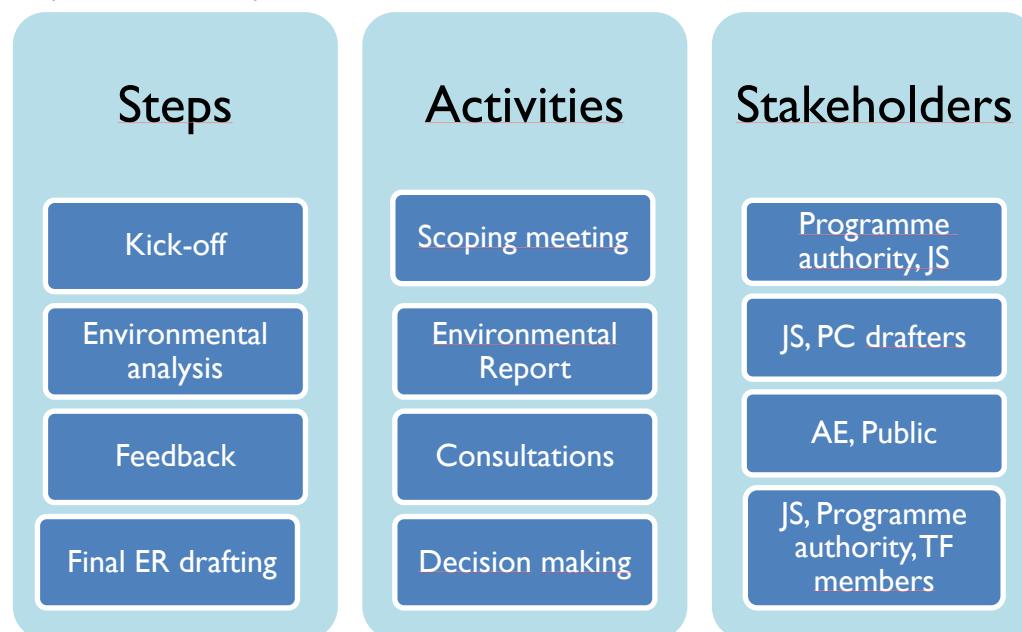 Steps
Kick-off
Environmental
analysis
Feedback
Final ER drafting
Activities
Scoping meeting
Environmental
Report
Consultations
Decision making
Stakeholders
Programme
authority, JS
JS, PC drafters
AE, Public
JS, Programme
authority, TF
members